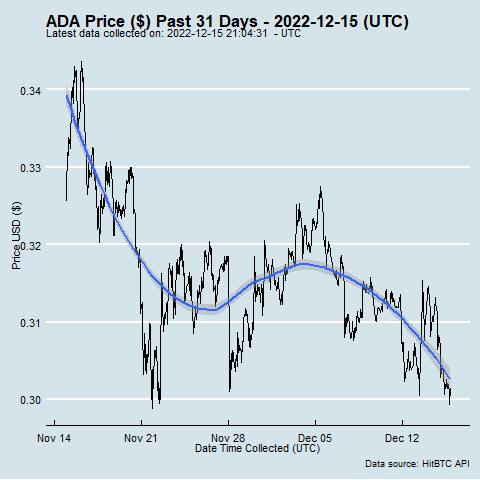 ADA Price ($) Past 31 Days - 2022-12-15 (UTC)
Latest data collected on: 2022-12-15 21:04:31 - UTC
Price USD ($)
0.34
0.33
0.32
0.31
0.30
Nov 14 Nov 21 Nov 28 Dec 05 Dec 12
Date Time Collected (UTC)
Data source: HitBTC API